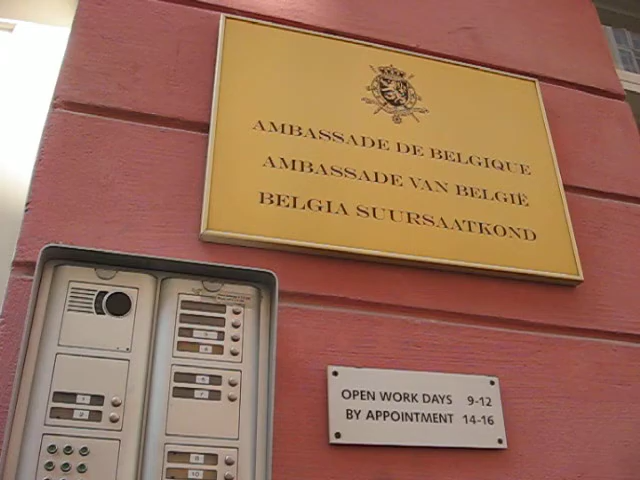 AMBASSADE DE BELGIQUE
AMBASSADE VAN BELGIË
BELGIA SUURSAATKOND
OPEN WORK DAYS 9-12
BY APPOINTMENT 14-16